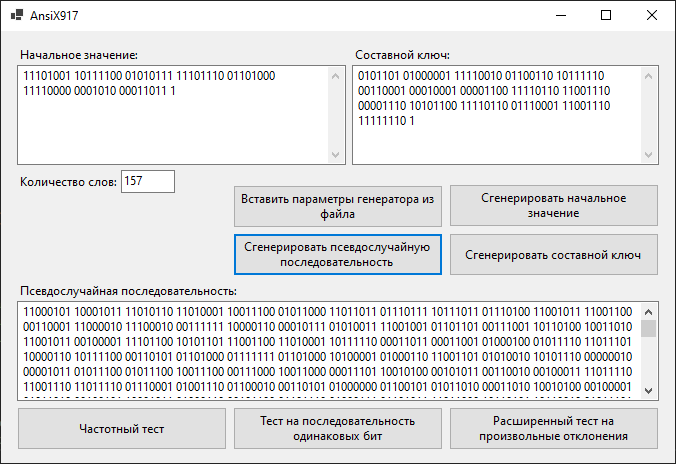 AnsiX917
Начальное значение:
Составной ключ:
11101001 10111100 01010111 11101110 01101000
11110000 0001010 00011011 1
0101101 01000001 11110010 01100110 10111110
00110001 00010001 00001100 11110110 11001110
00001110 10101100 11110110 01110001 11001110
11111110 1
Количество слов: 157
Вставить параметры генератора из
файла
Сгенерировать начальное
значение
Сгенерировать псевдослучайную
последовательность
Сгенерировать составной ключ
Псевдослучайная последовательность:
11000101 10001011 11010110 11010001 10011100 01011000 11011011 01110111 10111011 01110100 11001011 11001100
00110001 11000010 11100010 00111111 10000110 00010111 01010011 11001001 01101101 00111001 10110100 10011010
11001011 00100001 11101100 10101101 11001100 11010001 10111110 00011011 00011001 01000100 01011110 11011101
10000110 10111100 00110101 01101000 01111111 01101000 10100001 01000110 11001101 01010010 10101110 00000010
00001011 01011100 01011100 10011100 00111000 10011000 00011101 10010100 00101011 00110010 00100011 11101110
11001110 11011110 01110001 01001110 01100010 00110101 01000000 01100101 01011010 00011010 10010100 00100001
Частотный тест
Тест на последовательность
одинаковых бит
Расширенный тест на
произвольные отклонения